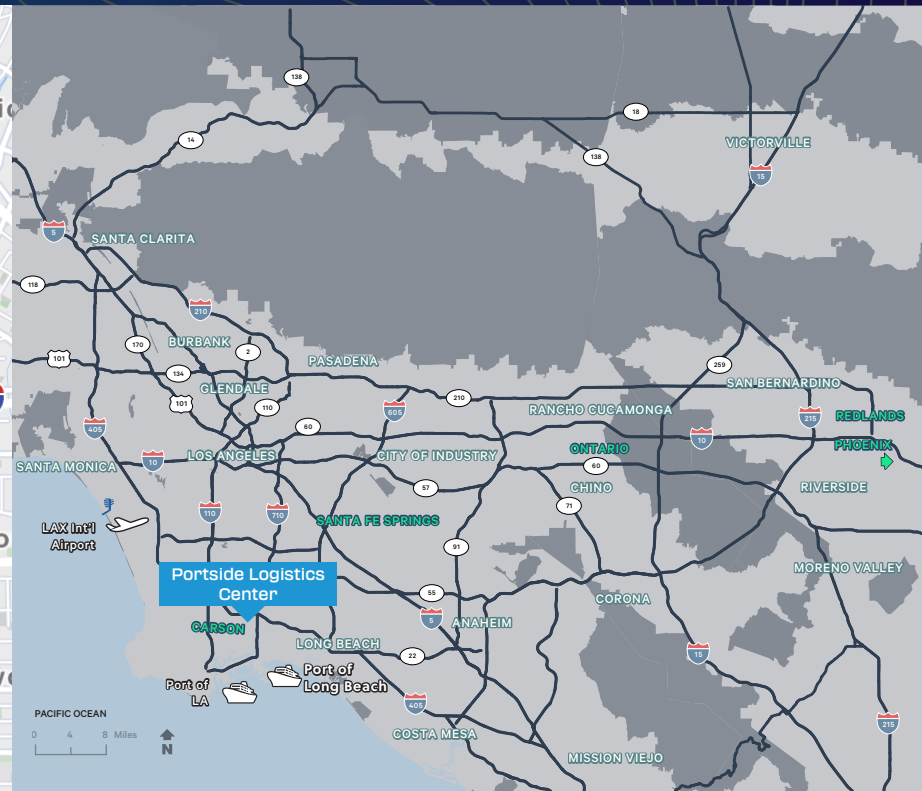 138
18
14
138
VICTORVILLE
15
5
SANTA CLARITA
118
210
170
BURBANK
2
101
PASADENA
259
134
GLENDALE
SAN BERNARDINO
210
101
110
605
RANCHO CUCAMONGA
215
REDLANDS
405
60
10
PHOENIX
ONTARIO
LOS ANGELES
CITY OF INDUSTRY
SANTA MONICA
10
60
57
CHINO
RIVERSIDE
71
110
710
SANTA FE SPRINGS
LAX Int'l
Airport
91
MORENO VALLEY
Portside Logistics
Center
55
CORONA
5
ANAHEIM
CARSON
LONG BEACH
22
15
Port of
Long Beach
Port of
LA
405
PACIFIC OCEAN
215
0 4 8 Miles
N
COSTA MESA
MISSION VIEJO